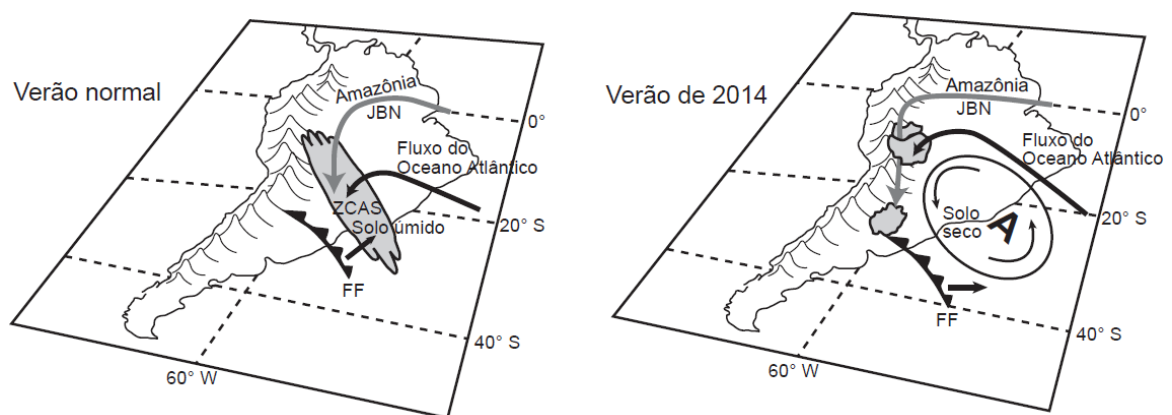 Verão normal
Amazônia
JBN
0°
Fluxo do
Oceano Atlântico
ZCAS
Solo úmido
20° S
FF
40° S
60° W
Verão de 2014
Amazônia
JBN
0°
Fluxo do
Oceano Atlântico
Solo
seco
A
20° S
FF
40° S
60° W